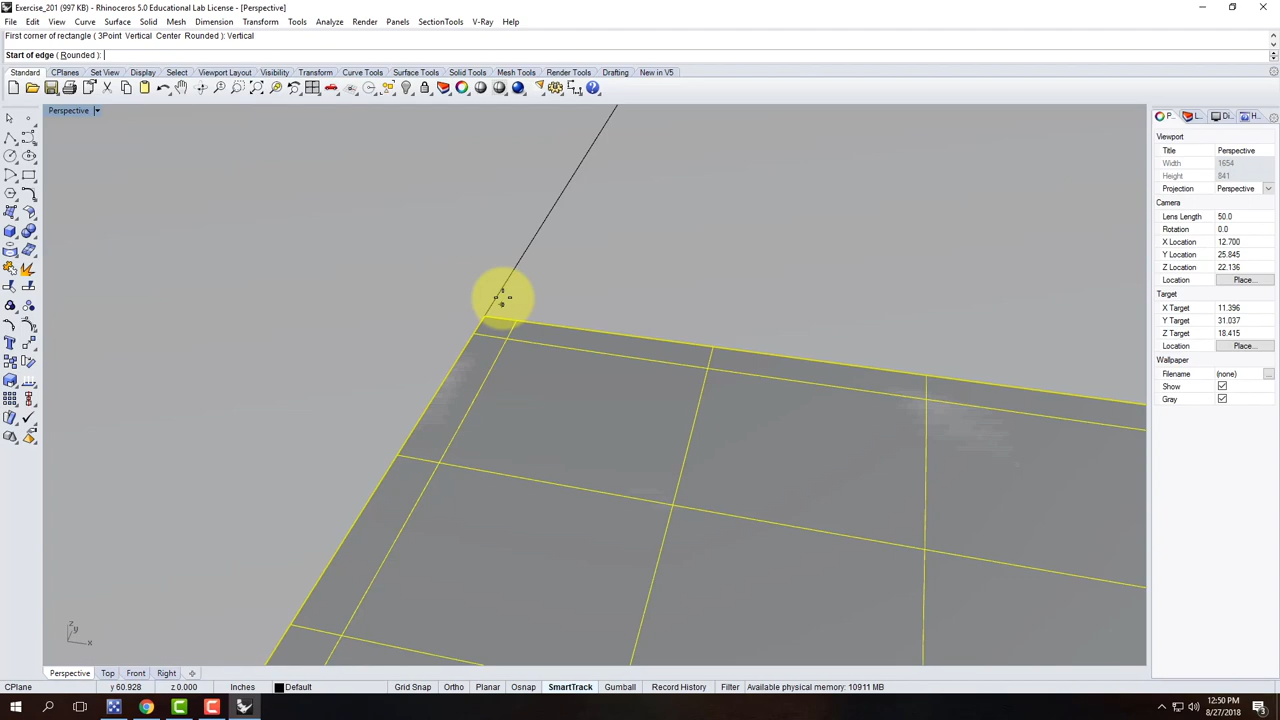 Exercise_201 (997 KB) - Rhinoceros 5.0 Educational Lab License - [Perspective]
File Edit View Curve Surface Solid Mesh Dimension Transform Tools Analyze Render Panels SectionTools V-Ray Help
First corner of rectangle ( 3Point Vertical Center Rounded ): Vertical
Start of edge ( Rounded ):
Standard CPlanes Set View Display Select Viewport Layout Visibility Transform Curve Tools Surface Tools Solid Tools Mesh Tools Render Tools Drafting New in V5
Perspective
P... L... Di... H...
Viewport
Title Perspective
Width 1654
Height 841
Projection Perspective
Camera
Lens Length 50.0
Rotation 0.0
X Location 12.700
Y Location 25.845
Z Location 22.136
Location Place...
Target
X Target 11.396
Y Target 31.037
Z Target 18.415
Location Place...
Wallpaper
Filename (none) ...
Show
Gray
z
y
x
Perspective Top Front Right
CPlane y 60.928 z 0.000 Inches Default Grid Snap Ortho Planar Osnap SmartTrack Gumball Record History Filter Available physical memory: 10911 MB
12:50 PM
8/27/2018
3